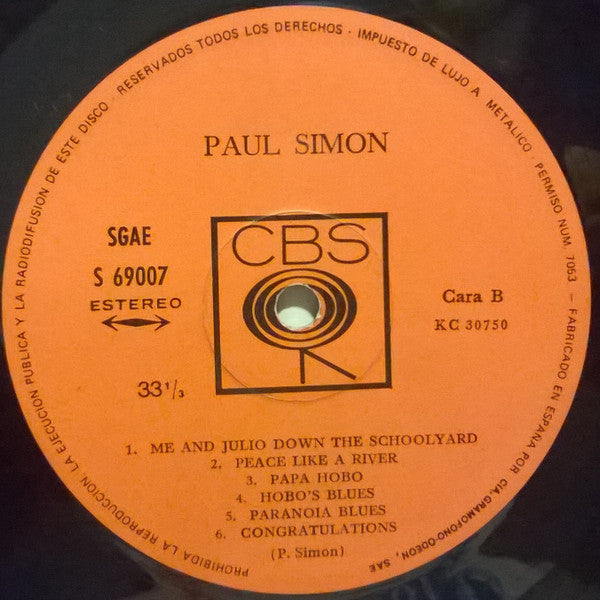 PROHIBIDA LA REPRODUCCION, LA EJECUCION PUBLICA Y LA RADIODIFUSION DE ESTE DISCO · RESERVADOS TODOS LOS DERECHOS · IMPUESTO DE LUJO A METALICO · PERMISO NUM. 7053 — FABRICADO EN ESPAÑA POR CIA. GRAMOFONO-ODEON, SAE
PAUL SIMON
SGAE
S 69007
ESTEREO
33 1/3
CBS
Cara B
KC 30750
1. ME AND JULIO DOWN THE SCHOOLYARD
2. PEACE LIKE A RIVER
3. PAPA HOBO
4. HOBO'S BLUES
5. PARANOIA BLUES
6. CONGRATULATIONS
(P. Simon)